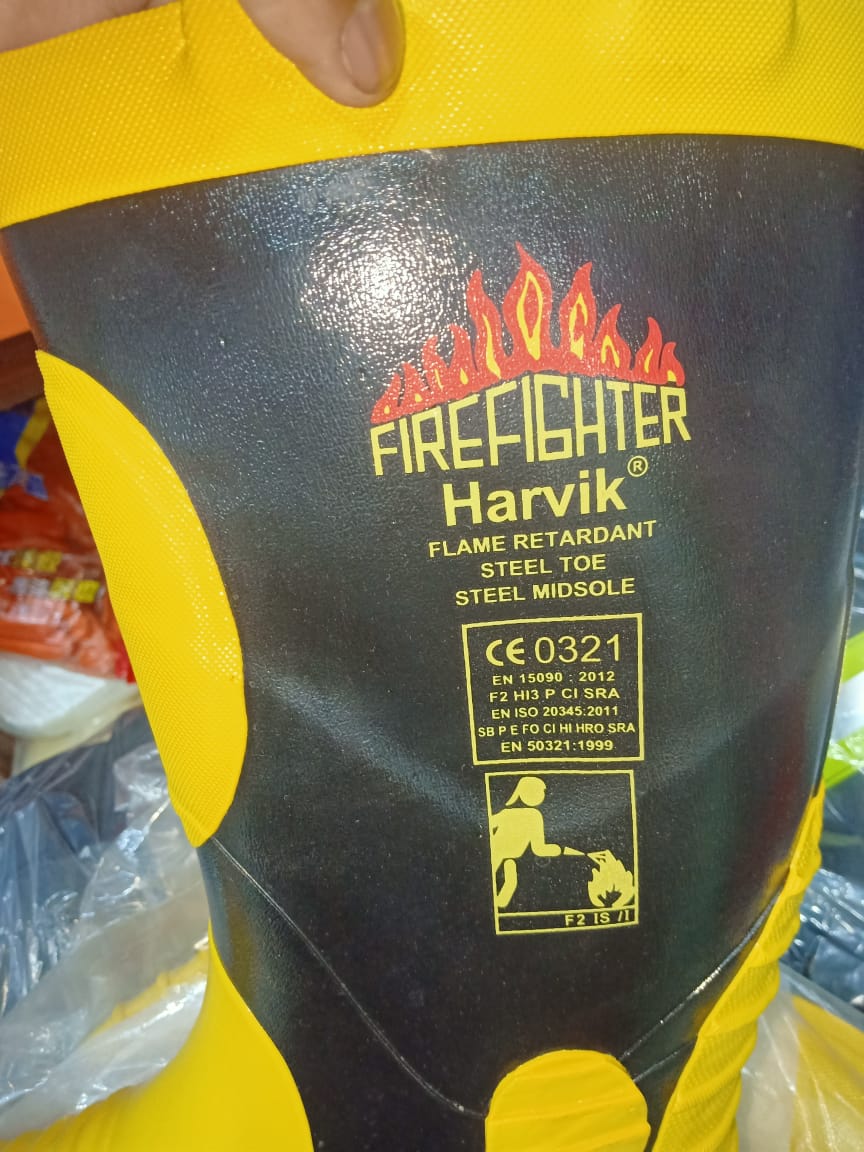 FIREFIGHTER
Harvik®
FLAME RETARDANT
STEEL TOE
STEEL MIDSOLE
CE 0321
EN 15090 : 2012
F2 HI3 P CI SRA
EN ISO 20345:2011
SB P E FO CI HI HRO SRA
EN 50321:1999
F2 IS /I